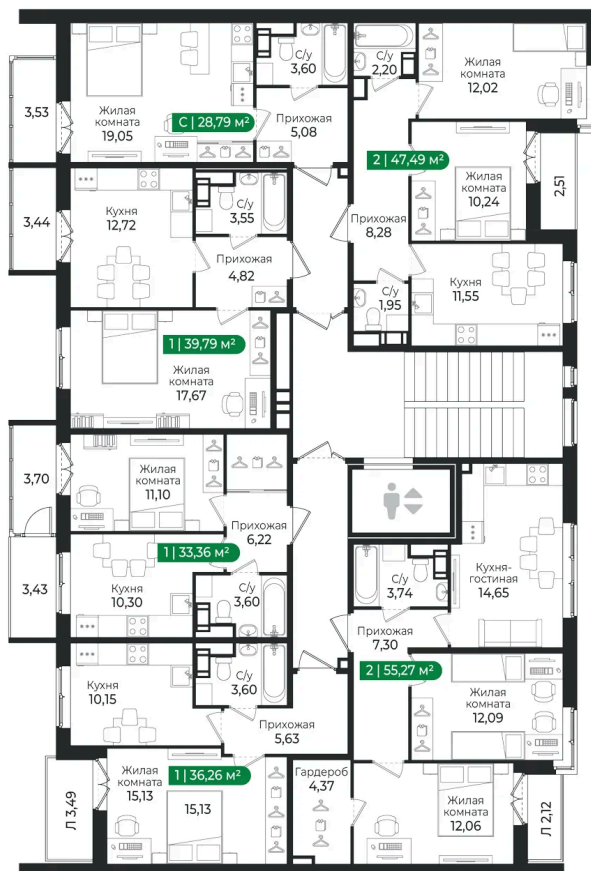 С/у
3,60
С/у
2,20
Жилая
комната
12,02
3,53
Жилая
комната
19,05
С | 28,79 м²
Прихожая
5,08
2 | 47,49 м²
Жилая
комната
10,24
2,51
3,44
Кухня
12,72
С/у
3,55
Прихожая
8,28
Прихожая
4,82
С/у
1,95
Кухня
11,55
1 | 39,79 м²
Жилая
комната
17,67
3,70
Жилая
комната
11,10
Прихожая
6,22
1 | 33,36 м²
3,43
Кухня
10,30
С/у
3,60
С/у
3,74
Кухня-
гостиная
14,65
7,30
2 | 55,27 м²
Кухня
10,15
С/у
3,60
Жилая
комната
12,09
Прихожая
5,63
Л 3,49
Жилая
комната
15,13
1 | 36,26 м²
15,13
Гардероб
4,37
Жилая
комната
12,06
Л 2,12